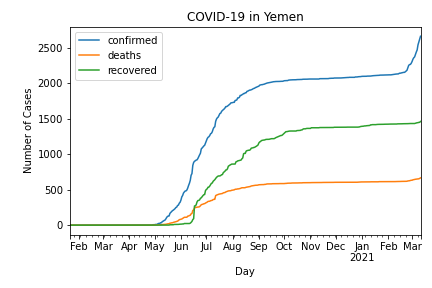 COVID-19 in Yemen
confirmed
deaths
recovered
Number of Cases
2500
2000
1500
1000
500
0
Feb Mar Apr May Jun Jul Aug Sep Oct Nov Dec Jan Feb Mar
2021
Day